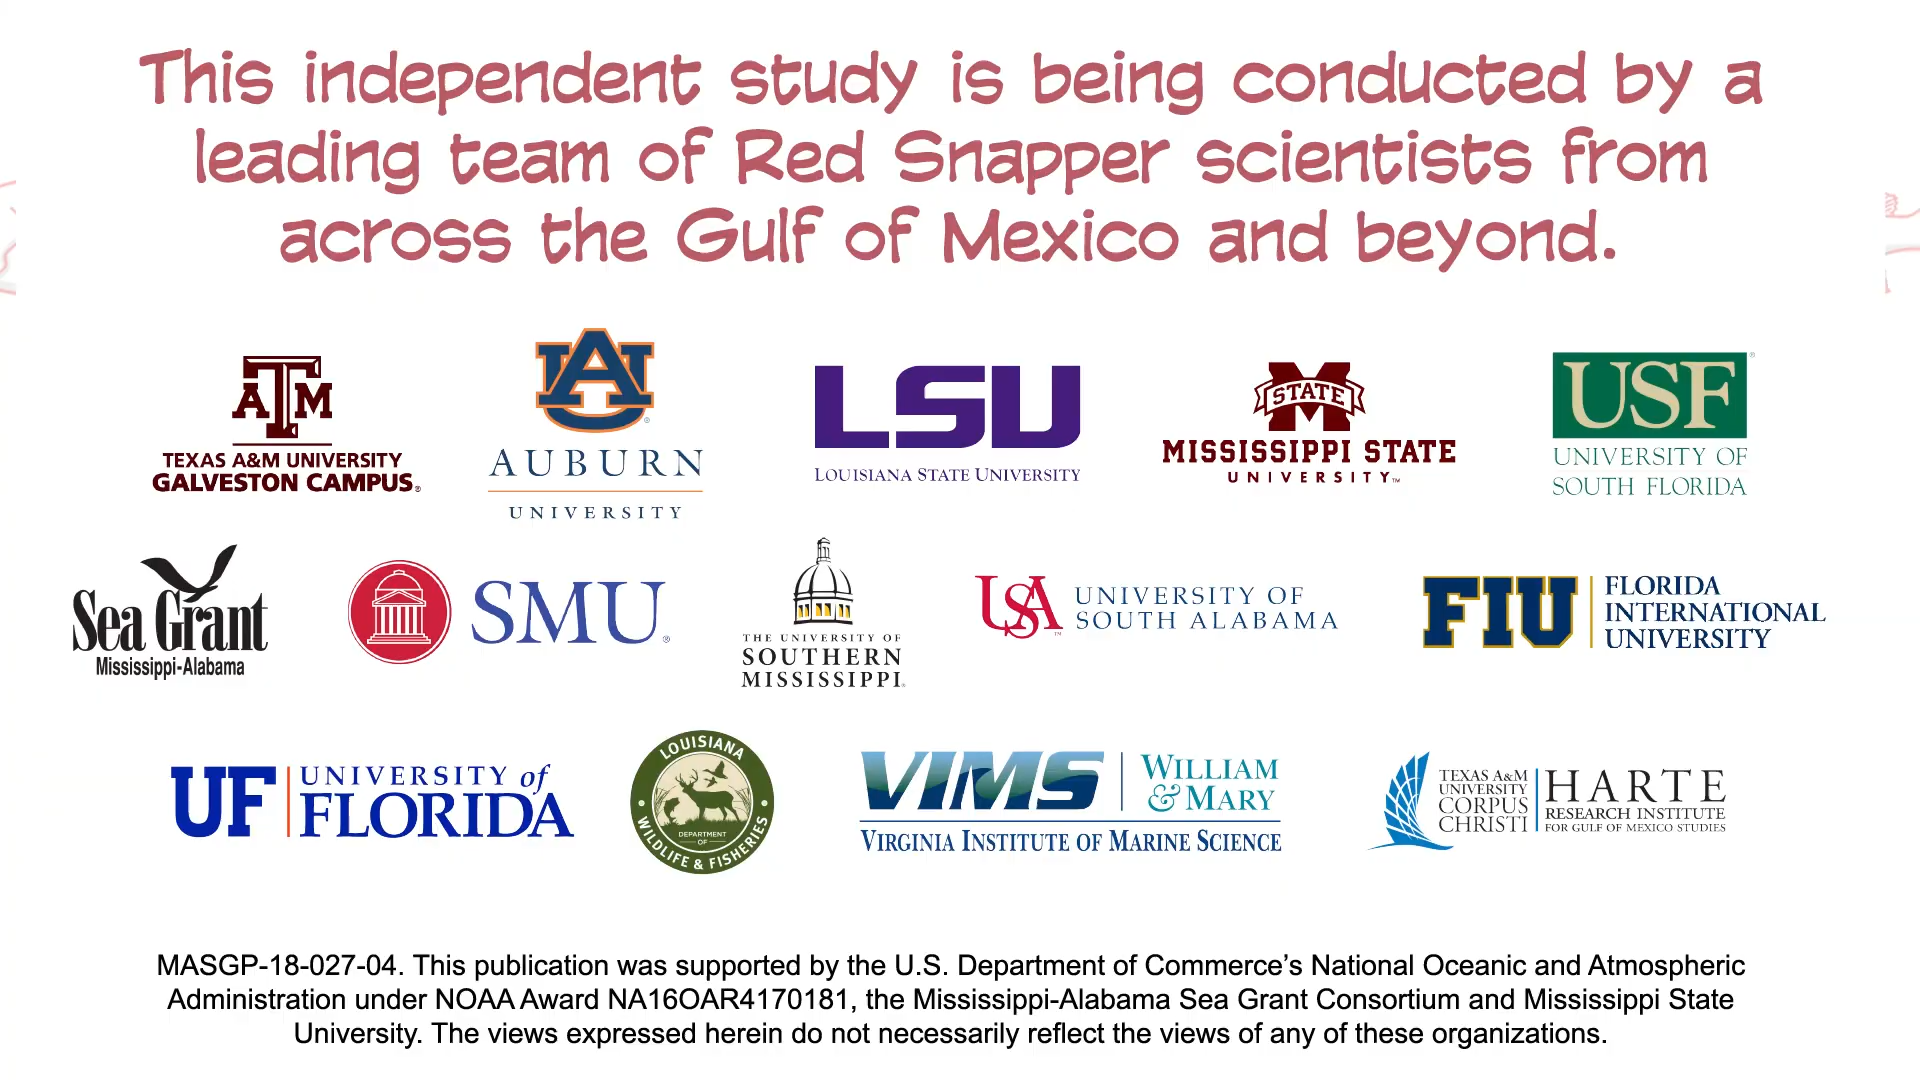 This independent study is being conducted by a
leading team of Red Snapper scientists from
across the Gulf of Mexico and beyond.
ATM
TEXAS A&M UNIVERSITY
GALVESTON CAMPUS®
AU®
AUBURN
UNIVERSITY
LSU
LOUISIANA STATE UNIVERSITY
M STATE
MISSISSIPPI STATE
UNIVERSITY™
USF®
UNIVERSITY OF
SOUTH FLORIDA
Sea Grant
Mississippi-Alabama
SMU®
THE UNIVERSITY OF
SOUTHERN
MISSISSIPPI®
USA™
UNIVERSITY OF
SOUTH ALABAMA
FIU
FLORIDA
INTERNATIONAL
UNIVERSITY
UF
UNIVERSITY of
FLORIDA
LOUISIANA
DEPARTMENT
OF
WILDLIFE & FISHERIES
VIMS
WILLIAM
& MARY
VIRGINIA INSTITUTE OF MARINE SCIENCE
TEXAS A&M
UNIVERSITY
CORPUS
CHRISTI
HARTE
RESEARCH INSTITUTE
FOR GULF OF MEXICO STUDIES
MASGP-18-027-04. This publication was supported by the U.S. Department of Commerce’s National Oceanic and Atmospheric
Administration under NOAA Award NA16OAR4170181, the Mississippi-Alabama Sea Grant Consortium and Mississippi State
University. The views expressed herein do not necessarily reflect the views of any of these organizations.